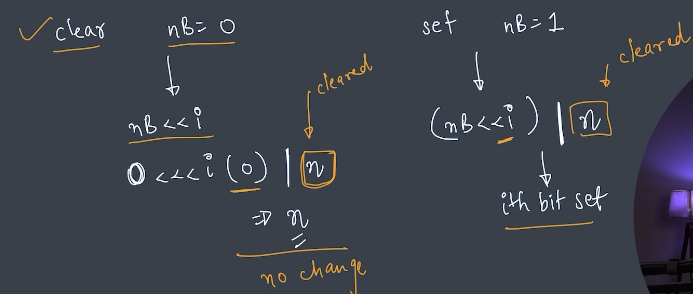 ✓ clear nB = 0
nB<<i
cleared
0 <<< i (0) | n
⇒ n
no change
set nB = 1
cleared
(nB<<i) | n
ith bit set